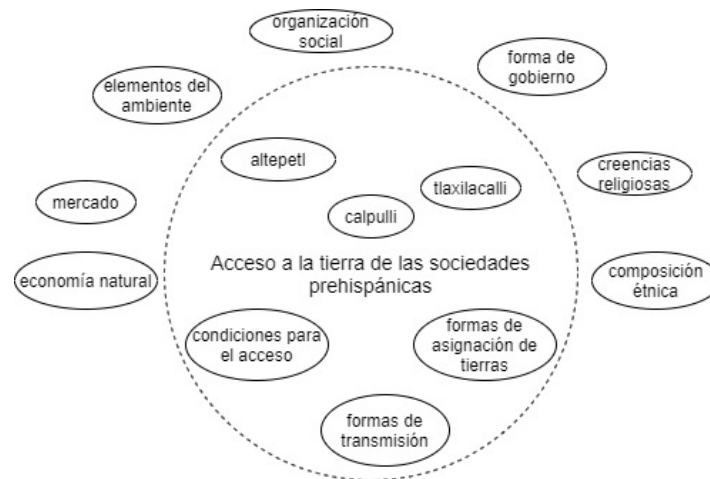 organización
social
forma de
gobierno
elementos del
ambiente
altepetl
creencias
religiosas
tlaxilacalli
mercado
calpulli
Acceso a la tierra de las sociedades
prehispánicas
economía natural
composición
étnica
condiciones para
el acceso
formas de
asignación de
tierras
formas de
transmisión